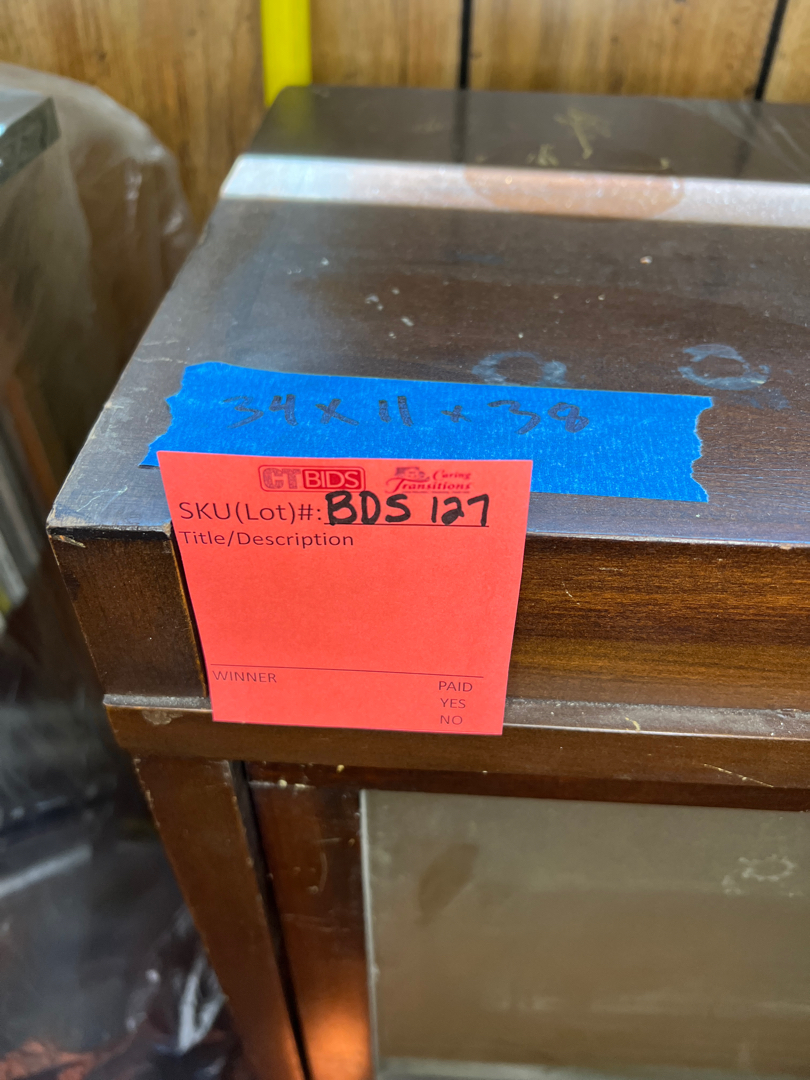 34 x 11 x 38
CTBIDS Caring Transitions
SKU(Lot)#: BDS 127
Title/Description
WINNER
PAID
YES
NO